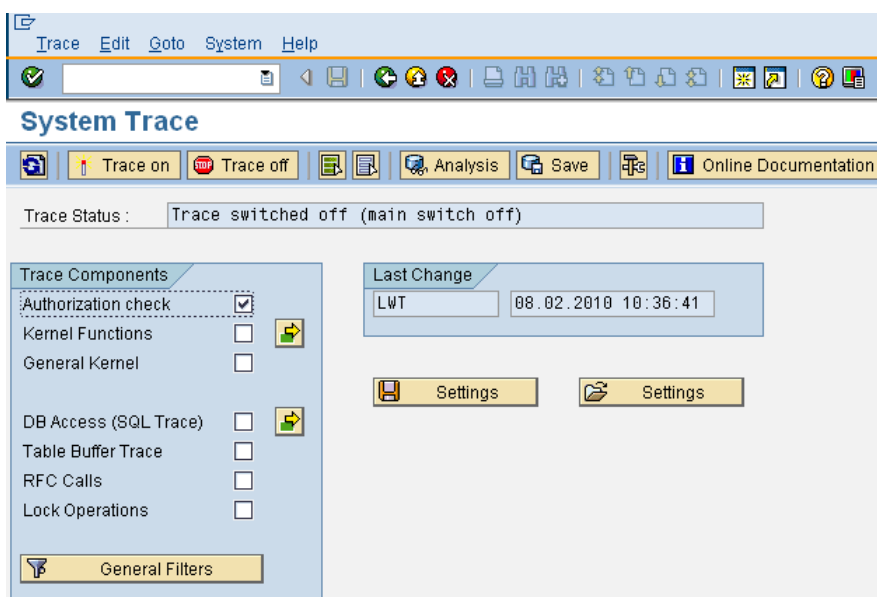 Trace Edit Goto System Help
System Trace
Trace on STOP Trace off Analysis Save Online Documentation
Trace Status : Trace switched off (main switch off)
Trace Components Last Change
Authorization check LWT 08.02.2010 10:36:41
Kernel Functions
General Kernel
Settings Settings
DB Access (SQL Trace)
Table Buffer Trace
RFC Calls
Lock Operations
General Filters